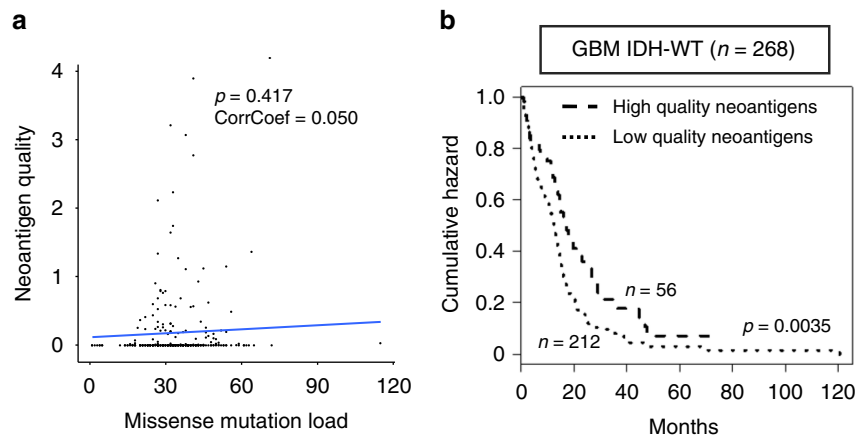 a
Neoantigen quality
4
3
2
1
0
p = 0.417
CorrCoef = 0.050
0 30 60 90 120
Missense mutation load
b
GBM IDH-WT (n = 268)
Cumulative hazard
1.0
0.8
0.6
0.4
0.2
0
High quality neoantigens
Low quality neoantigens
n = 56
p = 0.0035
n = 212
0 20 40 60 80 100 120
Months